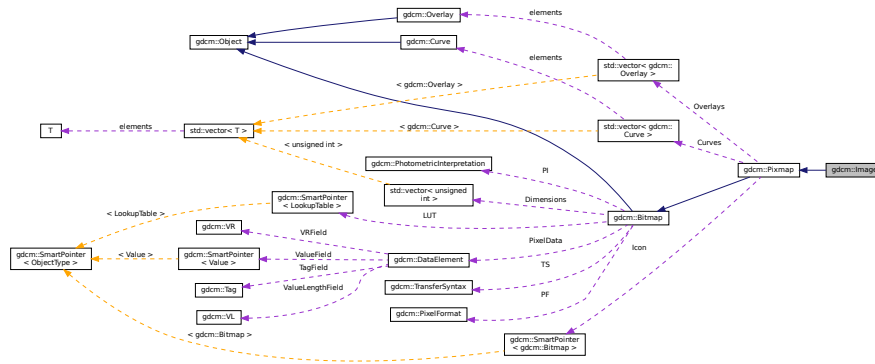 gdcm::Overlay
elements
gdcm::Object
gdcm::Curve
elements
std::vector< gdcm::
Overlay >
< gdcm::Overlay >
Overlays
T
elements
std::vector< T >
< gdcm::Curve >
std::vector< gdcm::
Curve >
Curves
< unsigned int >
gdcm::PhotometricInterpretation
PI
gdcm::Pixmap
gdcm::Image
std::vector< unsigned
int >
Dimensions
gdcm::SmartPointer
< LookupTable >
< LookupTable >
LUT
gdcm::Bitmap
gdcm::VR
VRField
PixelData
Icon
gdcm::SmartPointer
< ObjectType >
< Value >
gdcm::SmartPointer
< Value >
ValueField
gdcm::DataElement
TS
TagField
gdcm::Tag
ValueLengthField
gdcm::TransferSyntax
PF
gdcm::VL
gdcm::PixelFormat
< gdcm::Bitmap >
gdcm::SmartPointer
< gdcm::Bitmap >